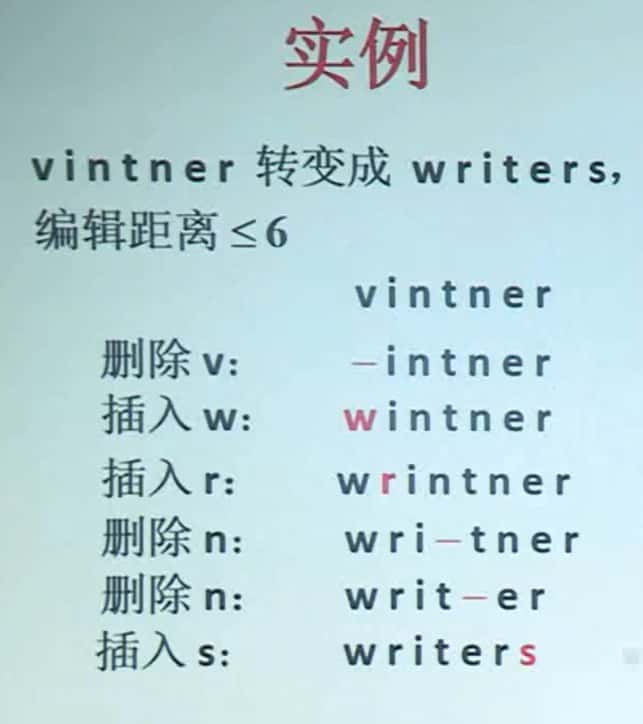 实例
vintner 转变成 writers,
编辑距离 ≤ 6
vintner
删除 v: –intner
插入 w: wintner
插入 r: wrintner
删除 n: wri–tner
删除 n: writ–er
插入 s: writers